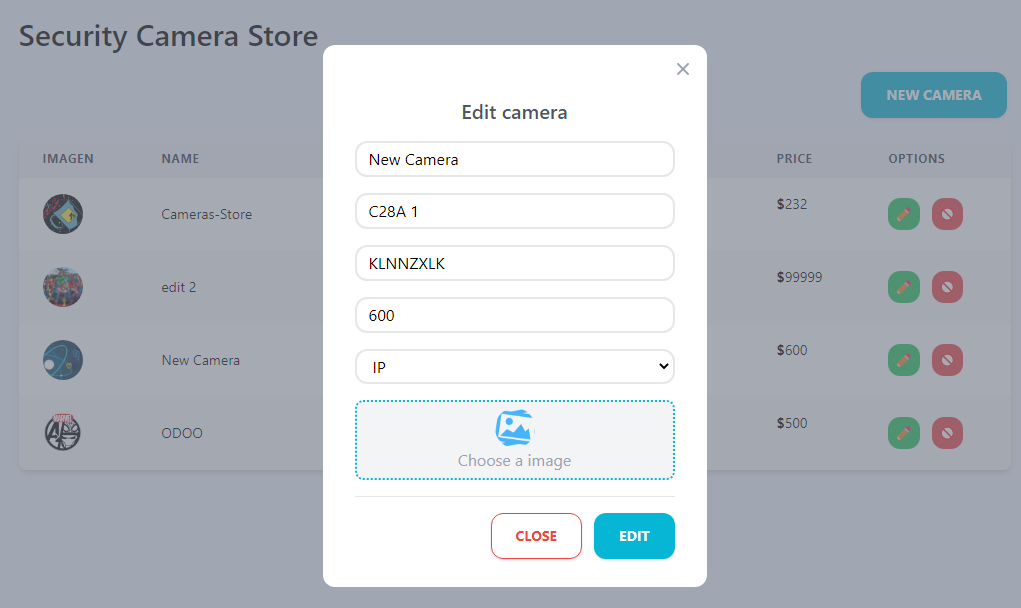 Security Camera Store
NEW CAMERA
IMAGEN NAME PRICE OPTIONS
Cameras-Store $232
edit 2 $99999
New Camera $600
MARVEL
ODOO $500
Edit camera
New Camera
C28A 1
KLNNZXLK
600
IP
Choose a image
CLOSE EDIT